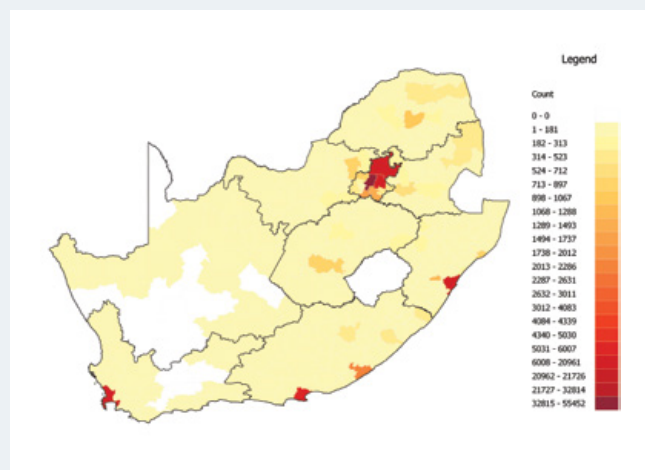 Legend
Count
0 - 0
1 - 181
182 - 313
314 - 523
524 - 712
713 - 897
898 - 1067
1068 - 1288
1289 - 1493
1494 - 1737
1738 - 2012
2013 - 2286
2287 - 2631
2632 - 3011
3012 - 4083
4084 - 4339
4340 - 5030
5031 - 6007
6008 - 20961
20962 - 21726
21727 - 32814
32815 - 55452